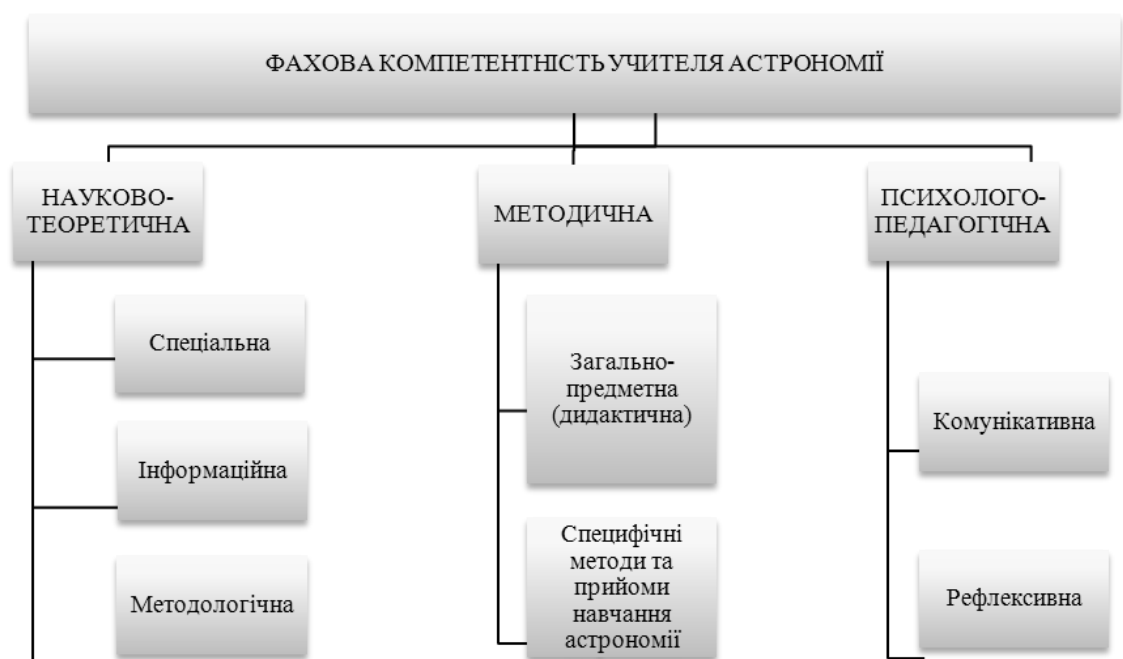 ФАХОВА КОМПЕТЕНТНІСТЬ УЧИТЕЛЯ АСТРОНОМІЇ
НАУКОВО-
ТЕОРЕТИЧНА
Спеціальна
Інформаційна
Методологічна
МЕТОДИЧНА
Загально-
предметна
(дидактична)
Специфічні
методи та
прийоми
навчання
астрономії
ПСИХОЛОГО-
ПЕДАГОГІЧНА
Комунікативна
Рефлексивна